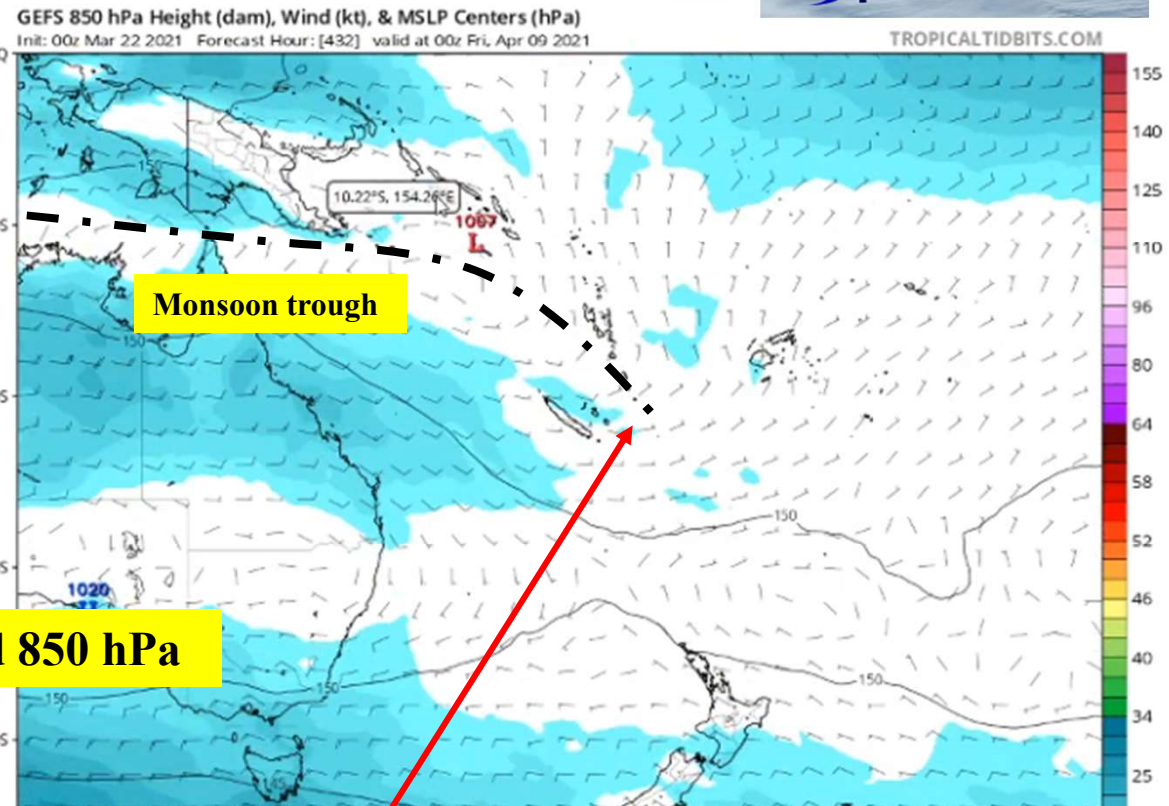 GEFS 850 hPa Height (dam), Wind (kt), & MSLP Centers (hPa)
Init: 00z Mar 22 2021 Forecast Hour: [432] valid at 00z Fri, Apr 09 2021
TROPICALTIDBITS.COM
155
140
125
110
96
80
64
58
52
46
40
34
25
10.22°S, 154.26°E
1007
L
Monsoon trough
150
150
1020
H
850 hPa
150
150
150
145
S
S
S
S